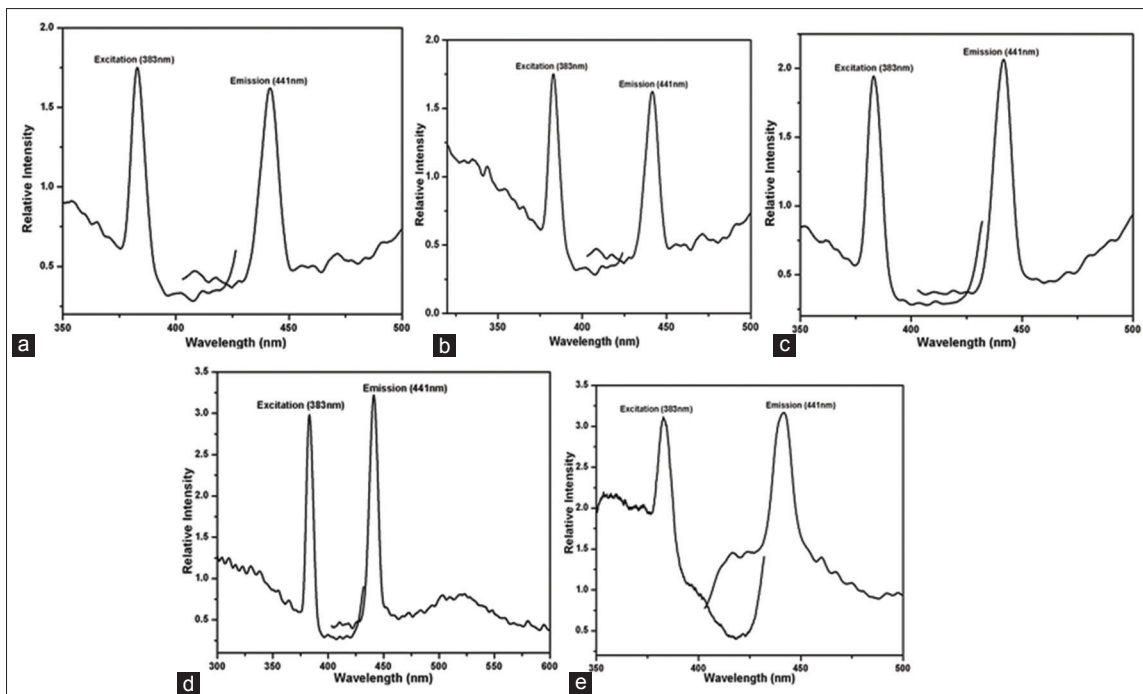 2.0
1.5
1.0
0.5
Relative Intensity
Excitation (383nm)
Emission (441nm)
350 400 450 500
Wavelength (nm)
a
2.0
1.5
1.0
0.5
0.0
Relative Intensity
Excitation (383nm)
Emission (441nm)
350 400 450 500
Wavelength (nm)
b
2.0
1.5
1.0
0.5
Relative Intensity
Excitation (383nm)
Emission (441nm)
350 400 450 500
Wavelength (nm)
c
3.5
3.0
2.5
2.0
1.5
1.0
0.5
Relative Intensity
Excitation (383nm)
Emission (441nm)
300 350 400 450 500 550 600
Wavelength (nm)
d
3.5
3.0
2.5
2.0
1.5
1.0
0.5
Relative Intensity
Excitation (383nm)
Emission (441nm)
350 400 450 500
Wavelength (nm)
e